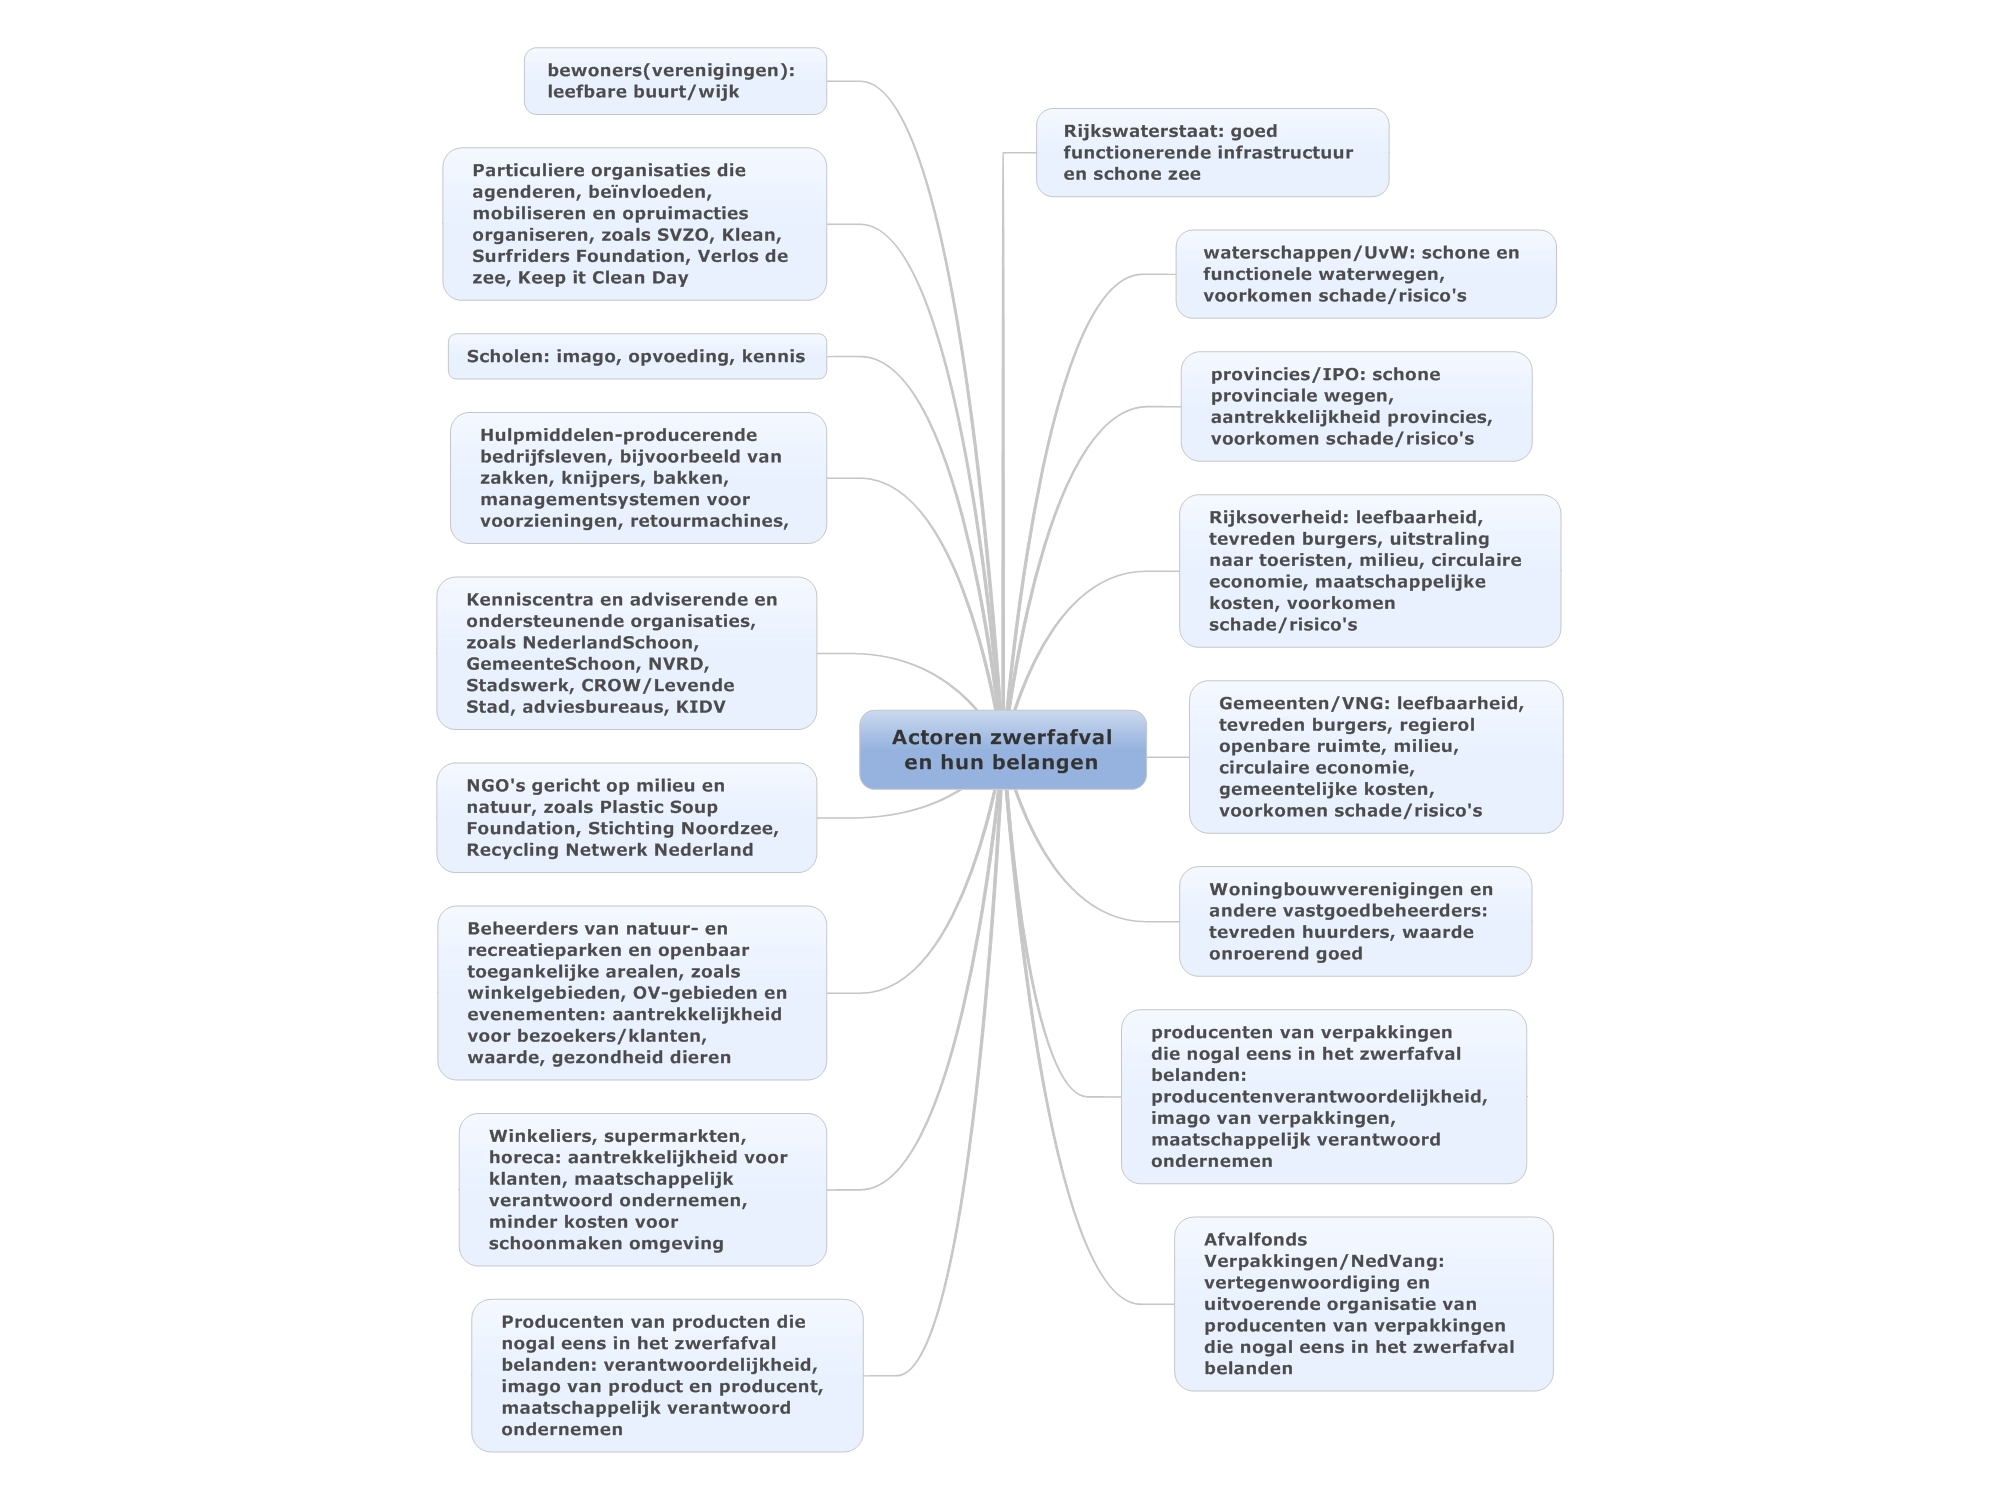 bewoners(verenigingen):
leefbare buurt/wijk
Particuliere organisaties die
agenderen, beïnvloeden,
mobiliseren en opruimacties
organiseren, zoals SVZO, Klean,
Surfriders Foundation, Verlos de
zee, Keep it Clean Day
Scholen: imago, opvoeding, kennis
Hulpmiddelen-producerende
bedrijfsleven, bijvoorbeeld van
zakken, knijpers, bakken,
managementsystemen voor
voorzieningen, retourmachines,
Kenniscentra en adviserende en
ondersteunende organisaties,
zoals NederlandSchoon,
GemeenteSchoon, NVRD,
Stadswerk, CROW/Levende
Stad, adviesbureaus, KIDV
NGO's gericht op milieu en
natuur, zoals Plastic Soup
Foundation, Stichting Noordzee,
Recycling Netwerk Nederland
Beheerders van natuur- en
recreatieparken en openbaar
toegankelijke arealen, zoals
winkelgebieden, OV-gebieden en
evenementen: aantrekkelijkheid
voor bezoekers/klanten,
waarde, gezondheid dieren
Winkeliers, supermarkten,
horeca: aantrekkelijkheid voor
klanten, maatschappelijk
verantwoord ondernemen,
minder kosten voor
schoonmaken omgeving
Producenten van producten die
nogal eens in het zwerfafval
belanden: verantwoordelijkheid,
imago van product en producent,
maatschappelijk verantwoord
ondernemen
Actoren zwerfafval
en hun belangen
Rijkswaterstaat: goed
functionerende infrastructuur
en schone zee
waterschappen/UvW: schone en
functionele waterwegen,
voorkomen schade/risico's
provincies/IPO: schone
provinciale wegen,
aantrekkelijkheid provincies,
voorkomen schade/risico's
Rijksoverheid: leefbaarheid,
tevreden burgers, uitstraling
naar toeristen, milieu, circulaire
economie, maatschappelijke
kosten, voorkomen
schade/risico's
Gemeenten/VNG: leefbaarheid,
tevreden burgers, regierol
openbare ruimte, milieu,
circulaire economie,
gemeentelijke kosten,
voorkomen schade/risico's
Woningbouwverenigingen en
andere vastgoedbeheerders:
tevreden huurders, waarde
onroerend goed
producenten van verpakkingen
die nogal eens in het zwerfafval
belanden:
producentenverantwoordelijkheid,
imago van verpakkingen,
maatschappelijk verantwoord
ondernemen
Afvalfonds
Verpakkingen/NedVang:
vertegenwoordiging en
uitvoerende organisatie van
producenten van verpakkingen
die nogal eens in het zwerfafval
belanden